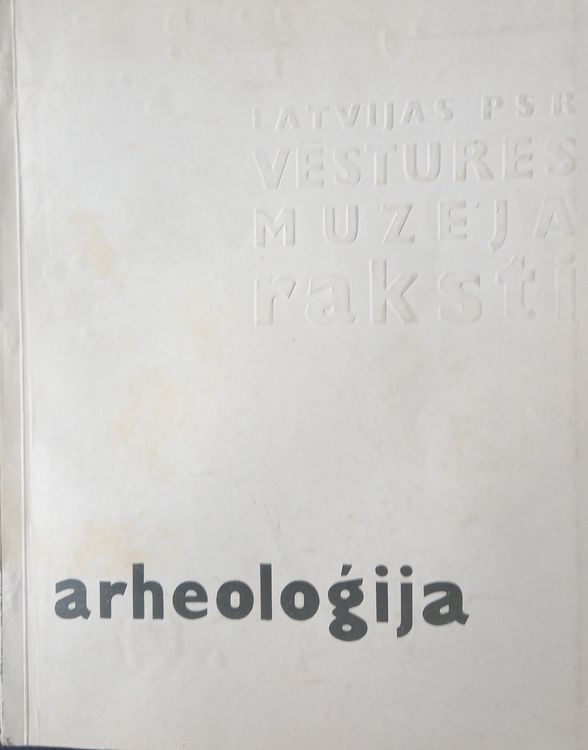 LATVIJAS PSR
VĒSTURES
MUZEJA
raksti
arheoloģija